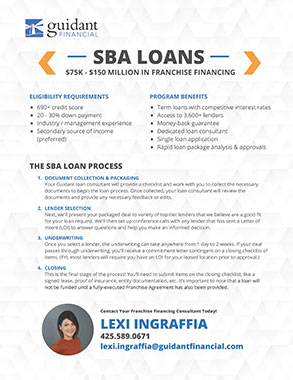 guidant
FINANCIAL
SBA LOANS
$75K - $150 MILLION IN FRANCHISE FINANCING
ELIGIBILITY REQUIREMENTS
• 690+ credit score
• 20 - 30% down payment
• Industry / management experience
• Secondary source of income
(preferred)
PROGRAM BENEFITS
• Term loans with competitive interest rates
• Access to 3,600+ lenders
• Money-back guarantee
• Dedicated loan consultant
• Single loan application
• Rapid loan package analysis & approvals
THE SBA LOAN PROCESS
1. DOCUMENT COLLECTION & PACKAGING
Your Guidant loan consultant will provide a checklist and work with you to collect the necessary
documents to begin the loan process. Once collected, your loan consultant will review the
documents and provide any necessary feedback or edits.
2. LENDER SELECTION
Next, we'll present your packaged deal to variety of top-tier lenders that we believe are a good fit
for your loan request. We'll then set up conference calls with any lender that has sent a Letter of
Intent (LOI) to answer questions and help you make an informed decision.
3. UNDERWRITING
Once you select a lender, the underwriting can take anywhere from 1 day to 2 weeks. If your deal
passes through underwriting, you'll receive a commitment letter contingent on a closing checklist of
items. (FYI, most lenders will require you have an LOI for your leased location prior to approval.)
4. CLOSING
This is the final stage of the process! You'll need to submit items on the closing checklist, like a
signed lease, proof of insurance, entity documentation, etc. It's important to note that a loan will
not be funded until a fully-executed Franchise Agreement has also been provided.
Contact Your Franchise Financing Consultant Today!
LEXI INGRAFFIA
425.589.0671
lexi.ingraffia@guidantfinancial.com